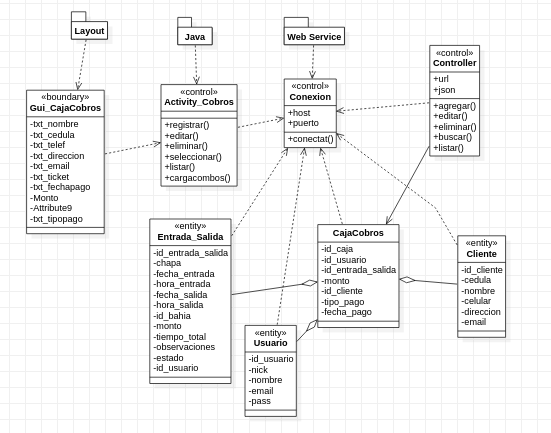 Layout
Java
Web Service
«control»
Controller
+url
+json
+agregar()
+editar()
+eliminar()
+buscar()
+listar()
«boundary»
Gui_CajaCobros
-txt_nombre
-txt_cedula
-txt_telef
-txt_direccion
-txt_email
-txt_ticket
-txt_fechapago
-Monto
-Attribute9
-txt_tipopago
«control»
Activity_Cobros
+registrar()
+editar()
+eliminar()
+seleccionar()
+listar()
+cargacombos()
«control»
Conexion
+host
+puerto
+conectat()
«entity»
Entrada_Salida
-id_entrada_salida
-chapa
-fecha_entrada
-hora_entrada
-fecha_salida
-hora_salida
-id_bahia
-monto
-tiempo_total
-observaciones
-estado
-id_usuario
CajaCobros
-id_caja
-id_usuario
-id_entrada_salida
-monto
-id_cliente
-tipo_pago
-fecha_pago
«entity»
Cliente
-id_cliente
-cedula
-nombre
-celular
-direccion
-email
«entity»
Usuario
-id_usuario
-nick
-nombre
-email
-pass